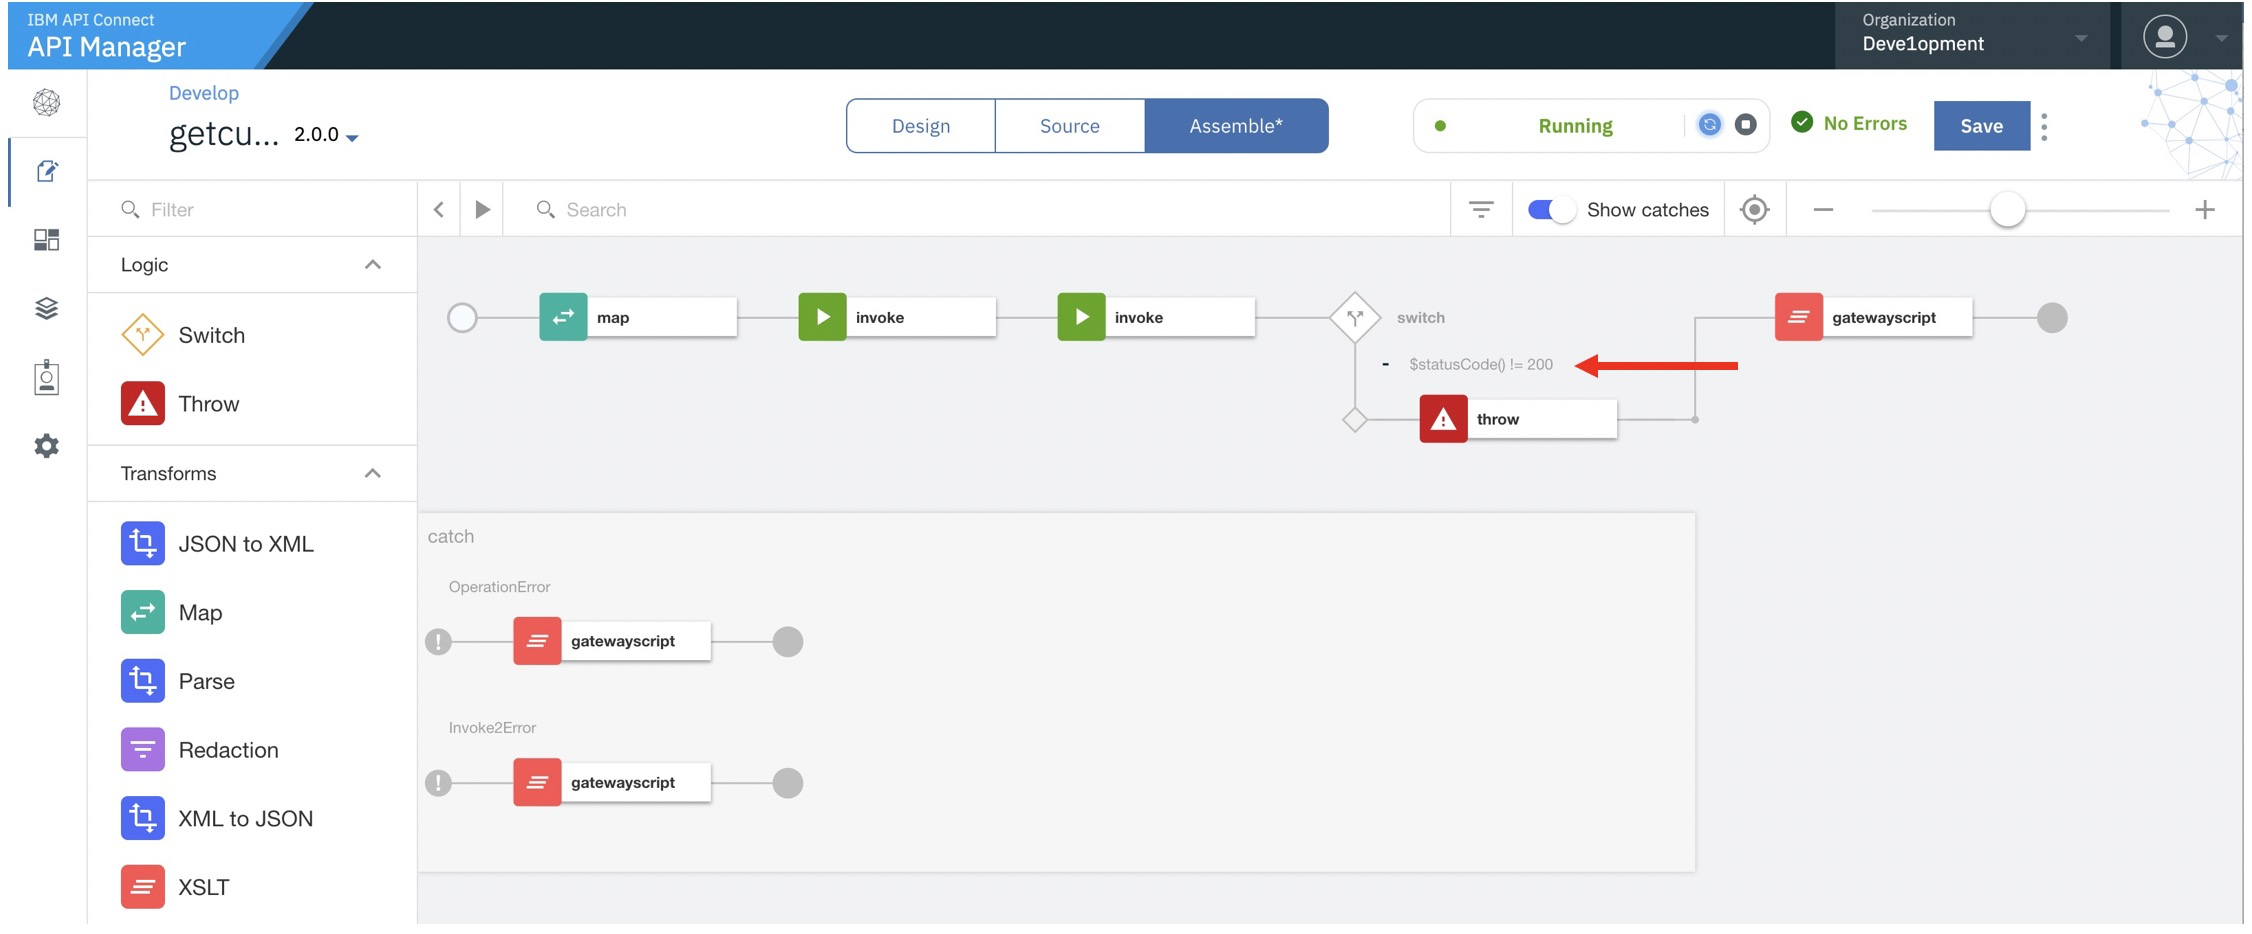 IBM API Connect
API Manager
Organization
Deve1opment
Develop
getcu... 2.0.0
Design
Source
Assemble*
Running
No Errors
Save
Filter
Search
Show catches
Logic
Switch
Throw
Transforms
JSON to XML
Map
Parse
Redaction
XML to JSON
XSLT
map
invoke
invoke
switch
$statusCode() != 200
throw
gatewayscript
catch
OperationError
gatewayscript
Invoke2Error
gatewayscript